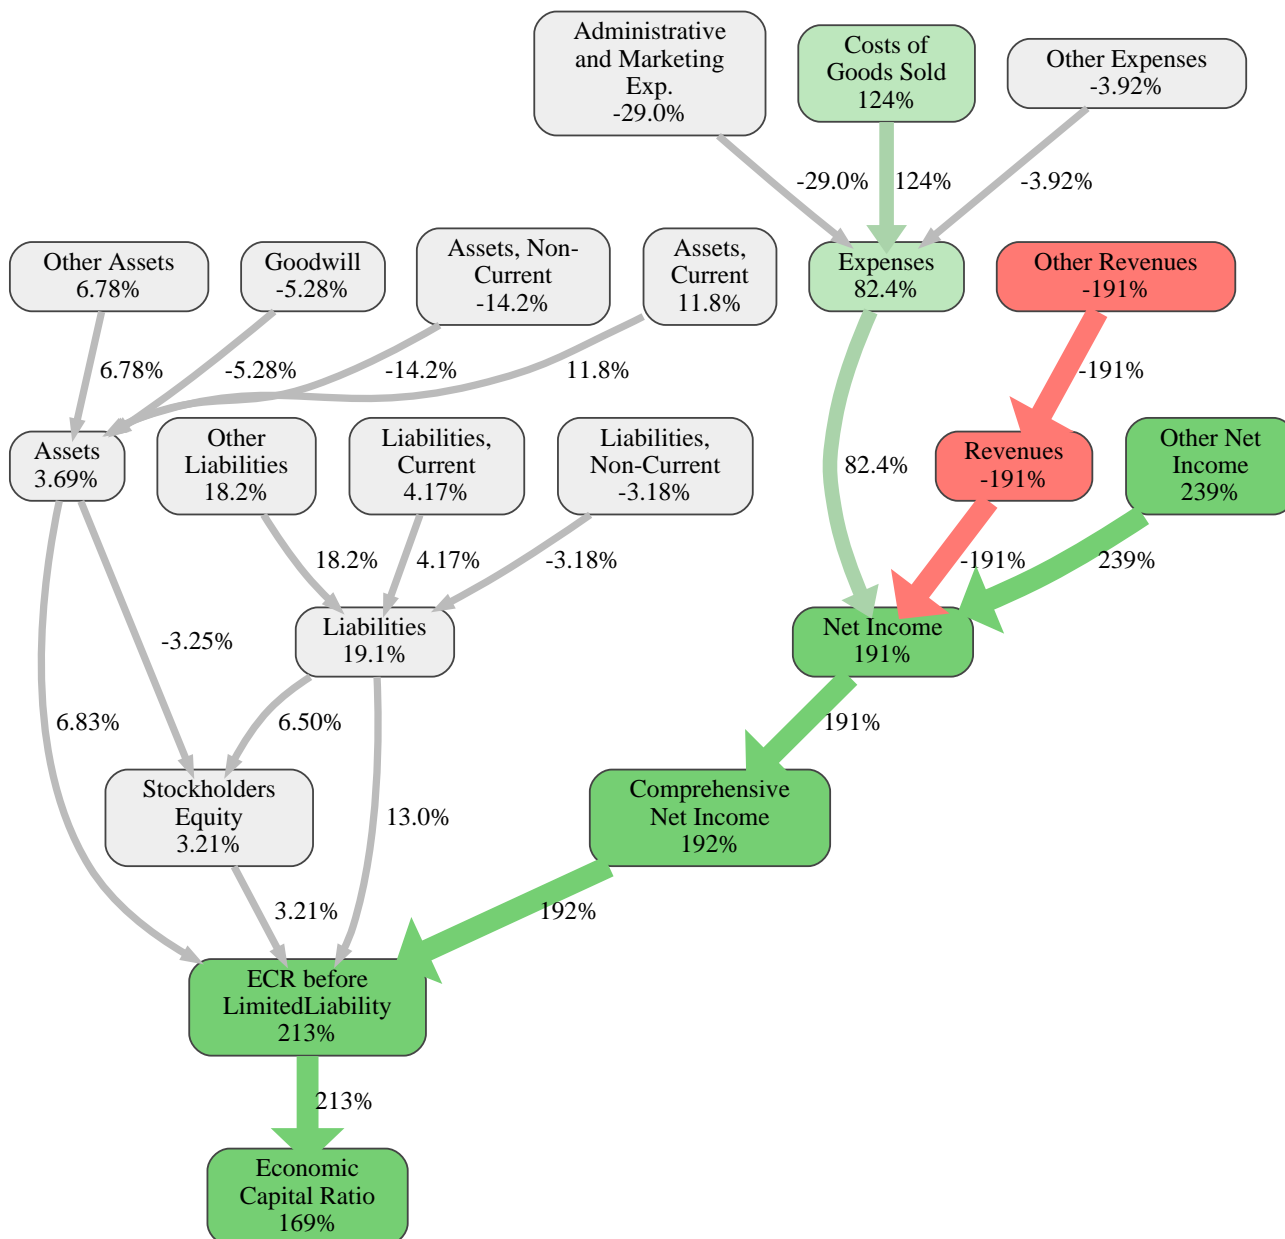 Administrative
and Marketing
Exp.
-29.0%
Costs of
Goods Sold
124%
Other Expenses
-3.92%
-29.0%
124%
-3.92%
Other Assets
6.78%
Goodwill
-5.28%
Assets, Non-
Current
-14.2%
Assets,
Current
11.8%
Expenses
82.4%
Other Revenues
-191%
6.78%
-5.28%
-14.2%
11.8%
-191%
Assets
3.69%
Other
Liabilities
18.2%
Liabilities,
Current
4.17%
Liabilities,
Non-Current
-3.18%
82.4%
Revenues
-191%
Other Net
Income
239%
18.2%
4.17%
-3.18%
-191%
239%
-3.25%
Liabilities
19.1%
Net Income
191%
6.83%
6.50%
191%
Stockholders
Equity
3.21%
13.0%
Comprehensive
Net Income
192%
3.21%
192%
ECR before
LimitedLiability
213%
213%
Economic
Capital Ratio
169%